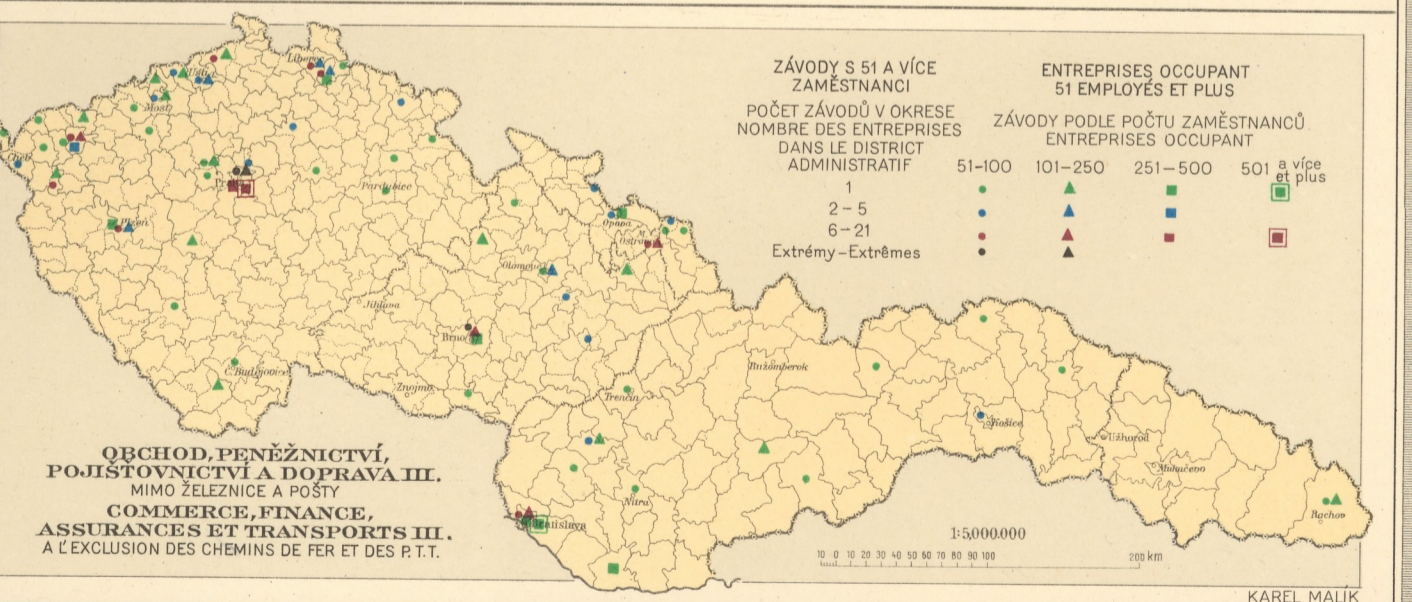 ZÁVODY S 51 A VÍCE
ZAMĚSTNANCI
POČET ZÁVODŮ V OKRESE
NOMBRE DES ENTREPRISES
DANS LE DISTRICT
ADMINISTRATIF
ENTREPRISES OCCUPANT
51 EMPLOYÉS ET PLUS
ZÁVODY PODLE POČTU ZAMĚSTNANCŮ
ENTREPRISES OCCUPANT
51–100 101–250 251–500 501 a více
et plus
1
2–5
6–21
Extrémy–Extrêmes
Liberec
Ústí
Most
Cheb
Pardubice
Plzeň
Opava
M. Ostrava
Olomouc
Jihlava
Brno
Č. Budějovice
Znojmo
Ružomberok
Trenčín
Košice
Užhorod
Mukačevo
Nitra
Rachov
Bratislava
OBCHOD, PENĚŽNICTVÍ,
POJIŠŤOVNICTVÍ A DOPRAVA III.
MIMO ŽELEZNICE A POŠTY
COMMERCE, FINANCE,
ASSURANCES ET TRANSPORTS III.
A L'EXCLUSION DES CHEMINS DE FER ET DES P.T.T.
1:5,000.000
10 0 10 20 30 40 50 60 70 80 90 100 200 km
KAREL MALÍK